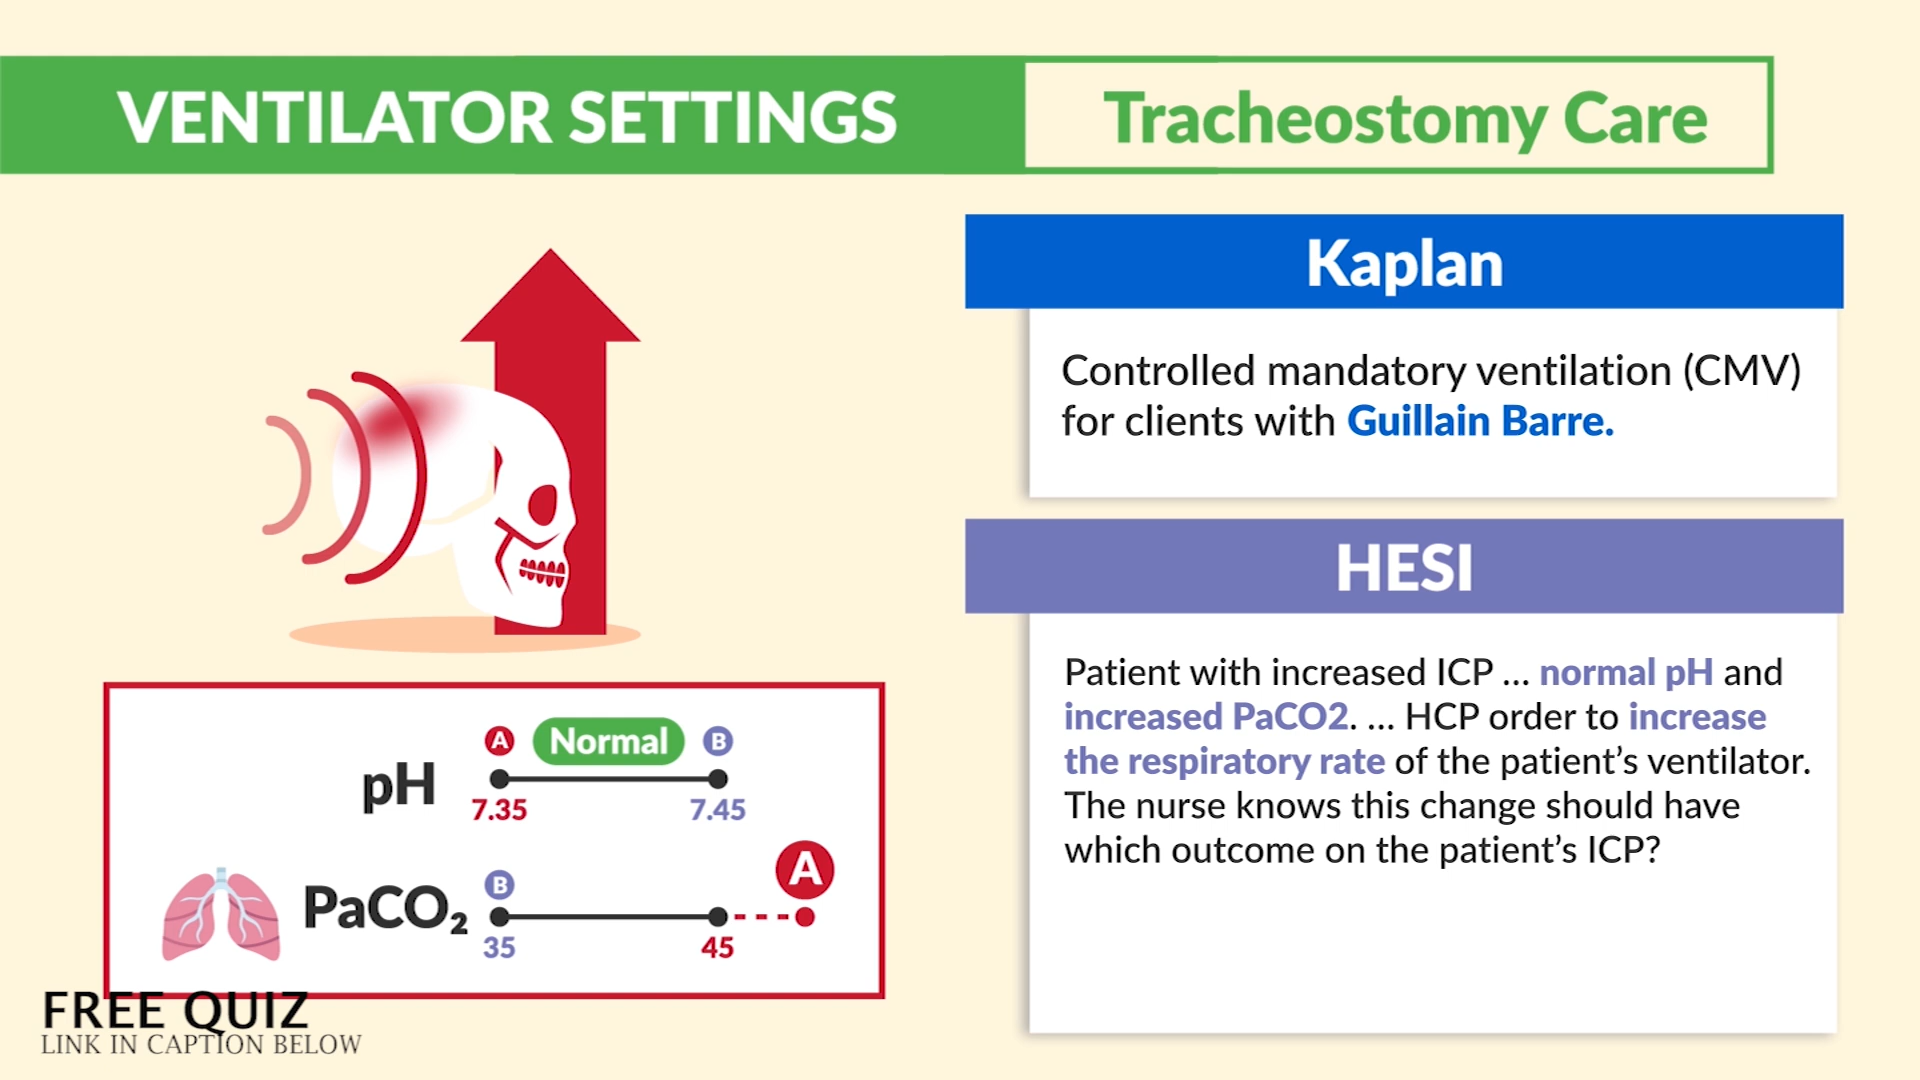 VENTILATOR SETTINGS
Tracheostomy Care
Kaplan
Controlled mandatory ventilation (CMV)
for clients with Guillain Barre.
HESI
Patient with increased ICP ... normal pH and
increased PaCO2. ... HCP order to increase
the respiratory rate of the patient's ventilator.
The nurse knows this change should have
which outcome on the patient's ICP?
A Normal B
pH
7.35 7.45
A
B
PaCO₂
35 45
FREE QUIZ
LINK IN CAPTION BELOW